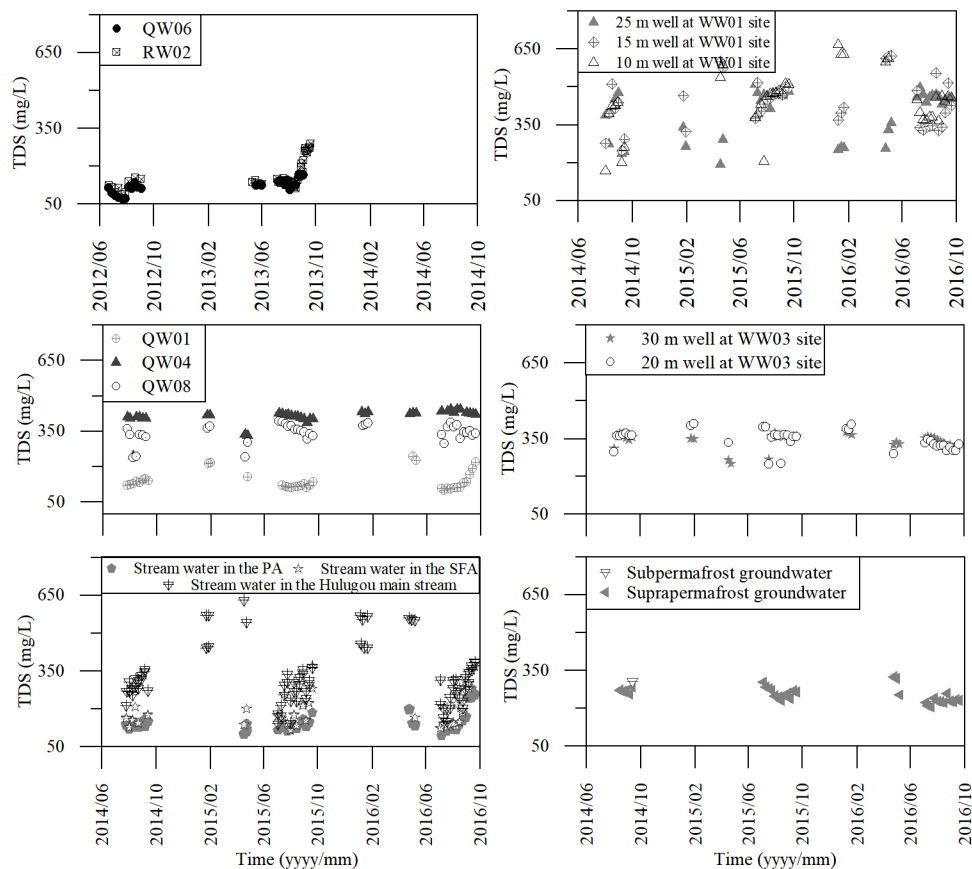 QW06
RW02
650
350
50
TDS (mg/L)
2012/06
2012/10
2013/02
2013/06
2013/10
2014/02
2014/06
2014/10
25 m well at WW01 site
15 m well at WW01 site
10 m well at WW01 site
650
350
50
TDS (mg/L)
2014/06
2014/10
2015/02
2015/06
2015/10
2016/02
2016/06
2016/10
QW01
QW04
QW08
650
350
50
TDS (mg/L)
30 m well at WW03 site
20 m well at WW03 site
650
350
50
TDS (mg/L)
Stream water in the PA
Stream water in the SFA
Stream water in the Hulugou main stream
650
350
50
TDS (mg/L)
2014/06
2014/10
2015/02
2015/06
2015/10
2016/02
2016/06
2016/10
Time (yyyy/mm)
Subpermafrost groundwater
Suprapermafrost groundwater
650
350
50
TDS (mg/L)
2014/06
2014/10
2015/02
2015/06
2015/10
2016/02
2016/06
2016/10
Time (yyyy/mm)